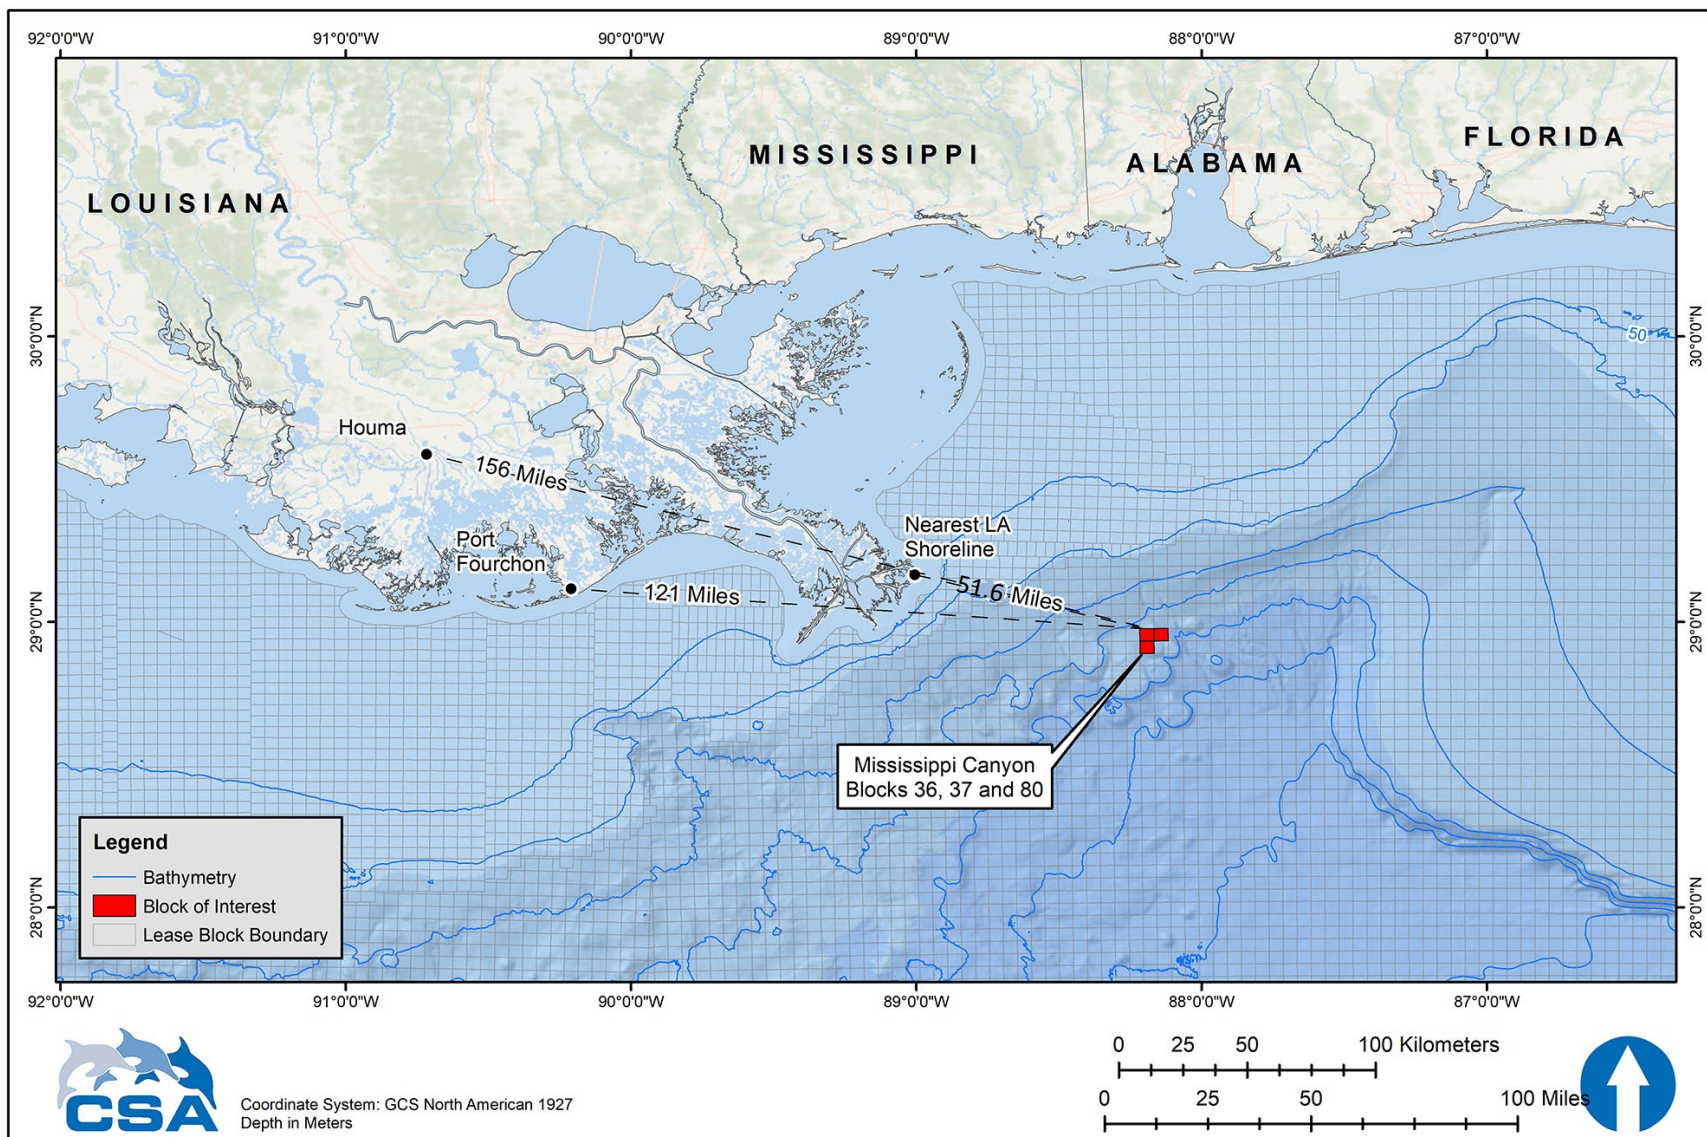 92°0'0"W 91°0'0"W 90°0'0"W 89°0'0"W 88°0'0"W 87°0'0"W
FLORIDA
MISSISSIPPI
ALABAMA
LOUISIANA
30°0'0"N
50
30°0'0"N
Houma
156 Miles
Nearest LA
Shoreline
Port
Fourchon
121 Miles
51.6 Miles
29°0'0"N
29°0'0"N
Mississippi Canyon
Blocks 36, 37 and 80
Legend
Bathymetry
Block of Interest
Lease Block Boundary
28°0'0"N
28°0'0"N
92°0'0"W 91°0'0"W 90°0'0"W 89°0'0"W 88°0'0"W 87°0'0"W
CSA
Coordinate System: GCS North American 1927
Depth in Meters
0 25 50 100 Kilometers
0 25 50 100 Miles